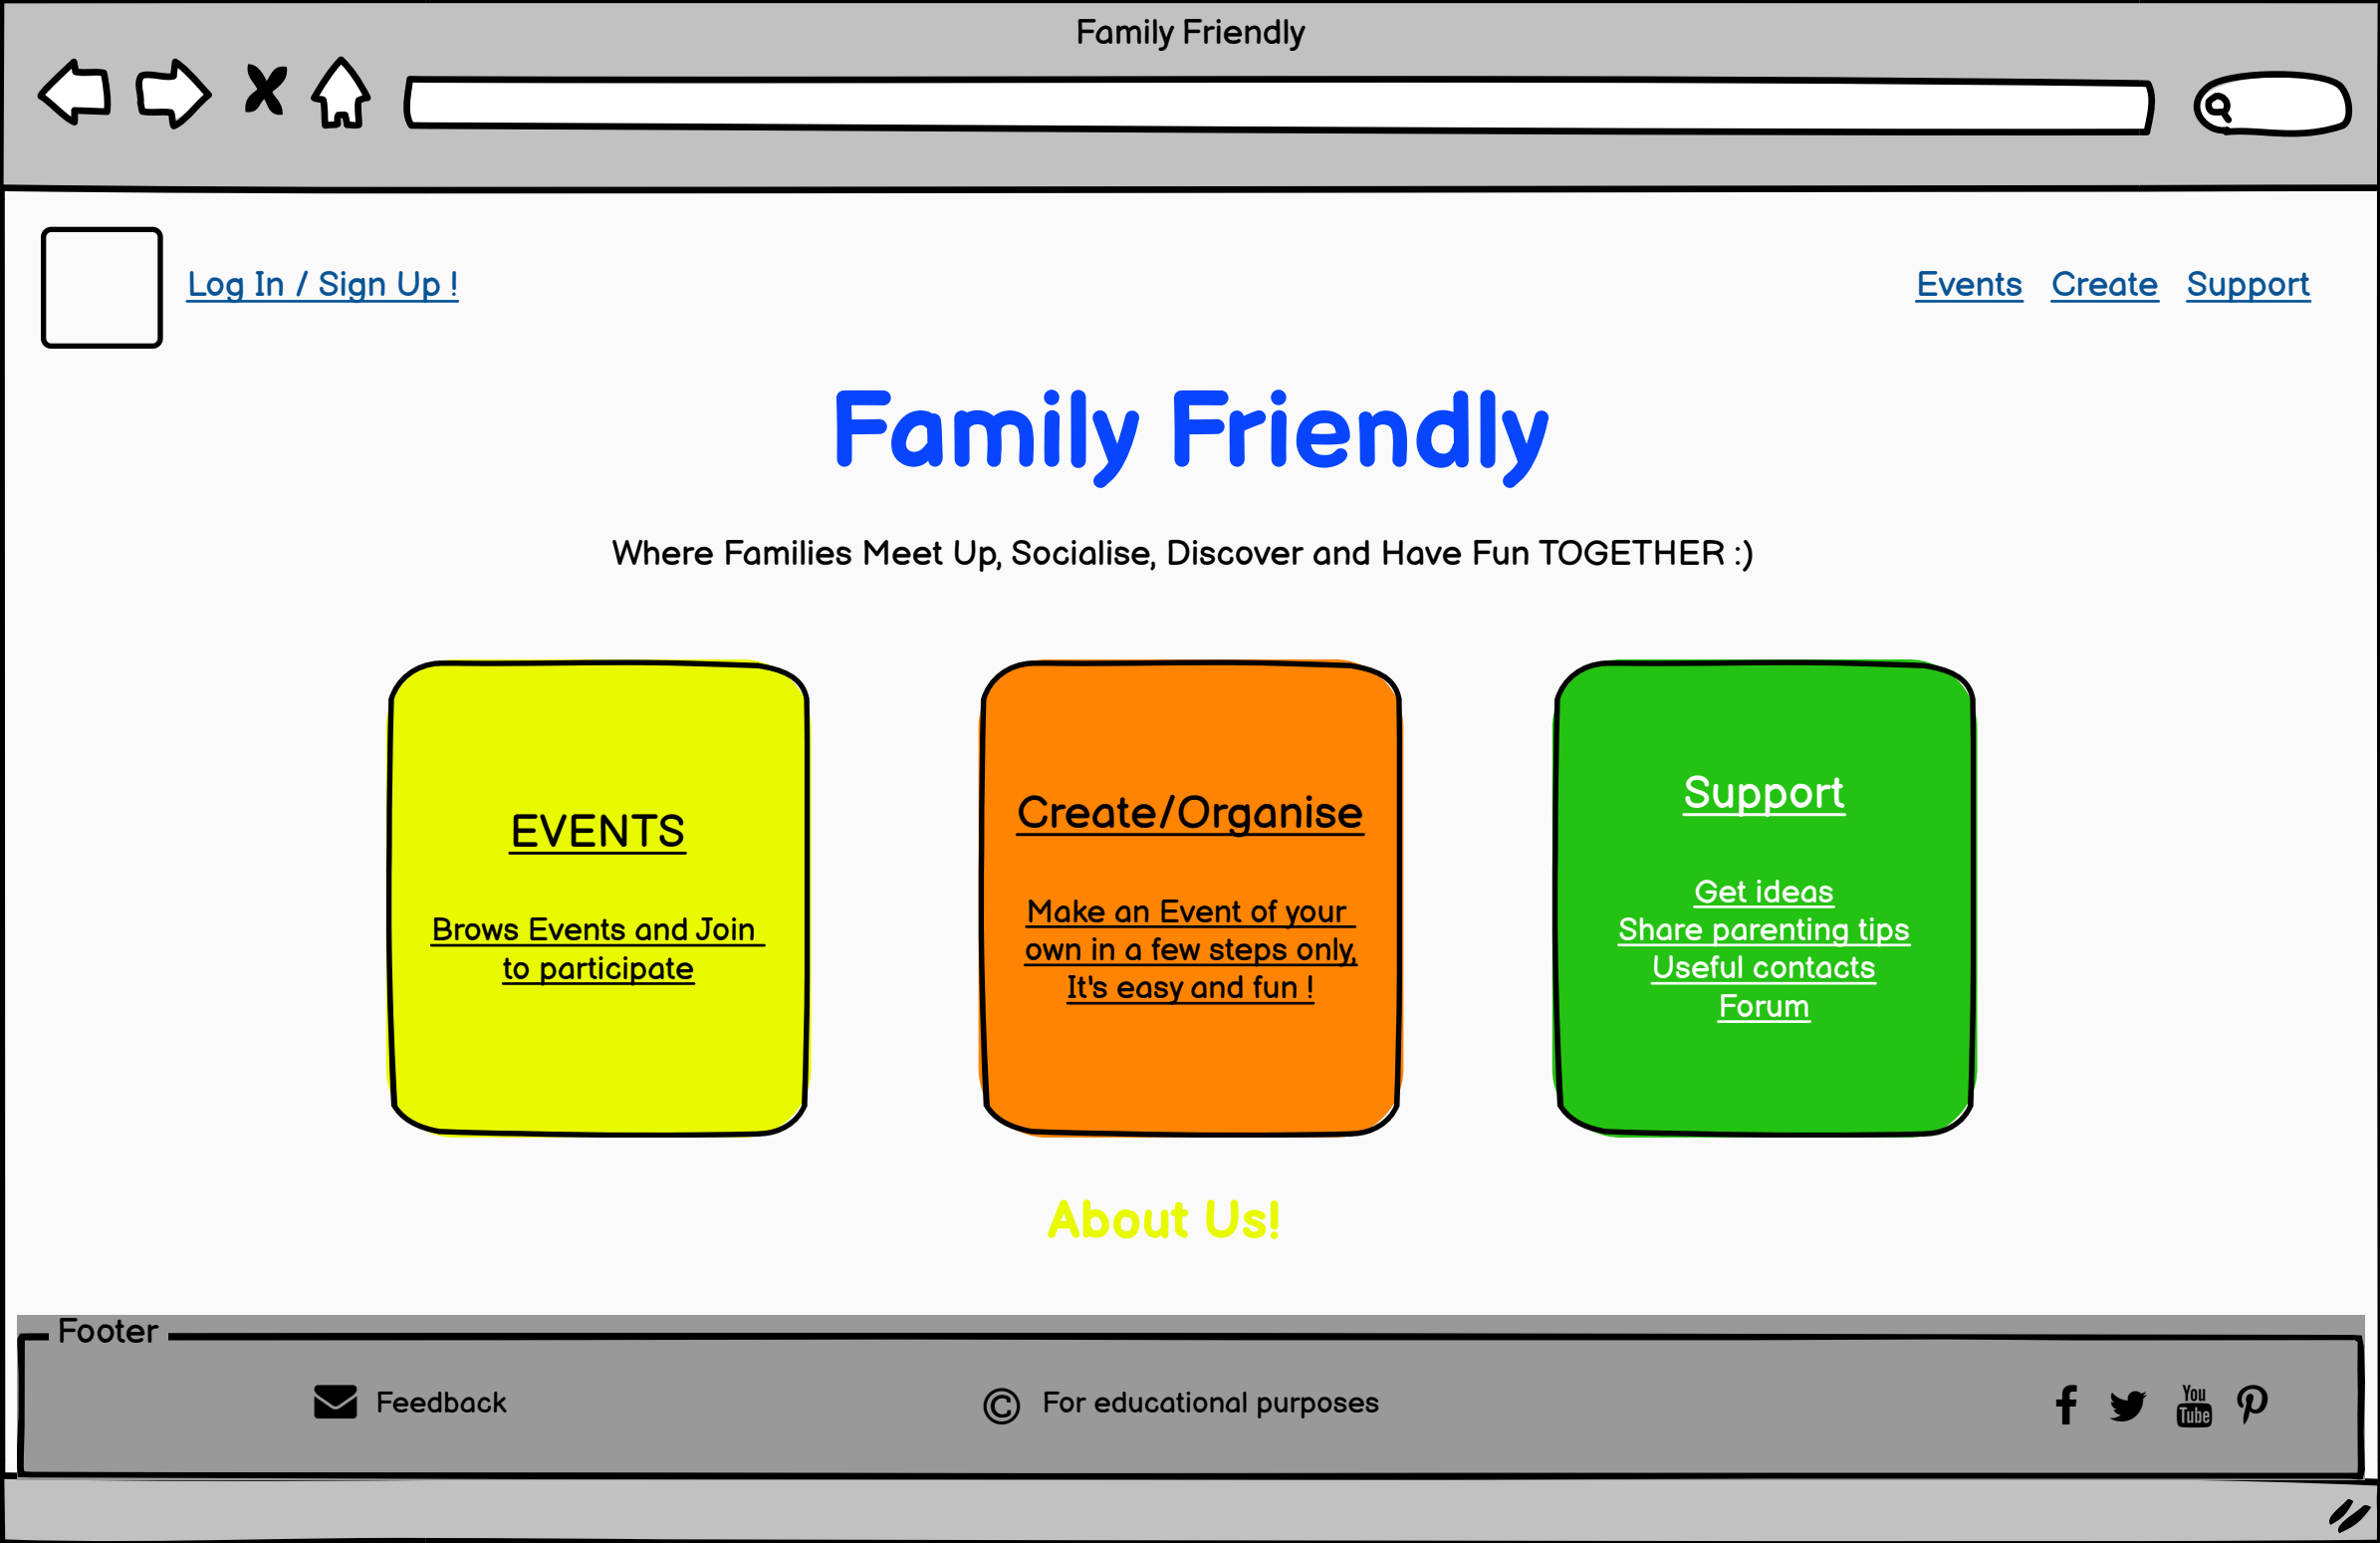 Family Friendly
Log In / Sign Up !
Events Create Support
Family Friendly
Where Families Meet Up, Socialise, Discover and Have Fun TOGETHER :)
EVENTS
Brows Events and Join
to participate
Create/Organise
Make an Event of your
own in a few steps only,
It's easy and fun !
Support
Get ideas
Share parenting tips
Useful contacts
Forum
About Us!
Footer
Feedback
© For educational purposes
You
Tube